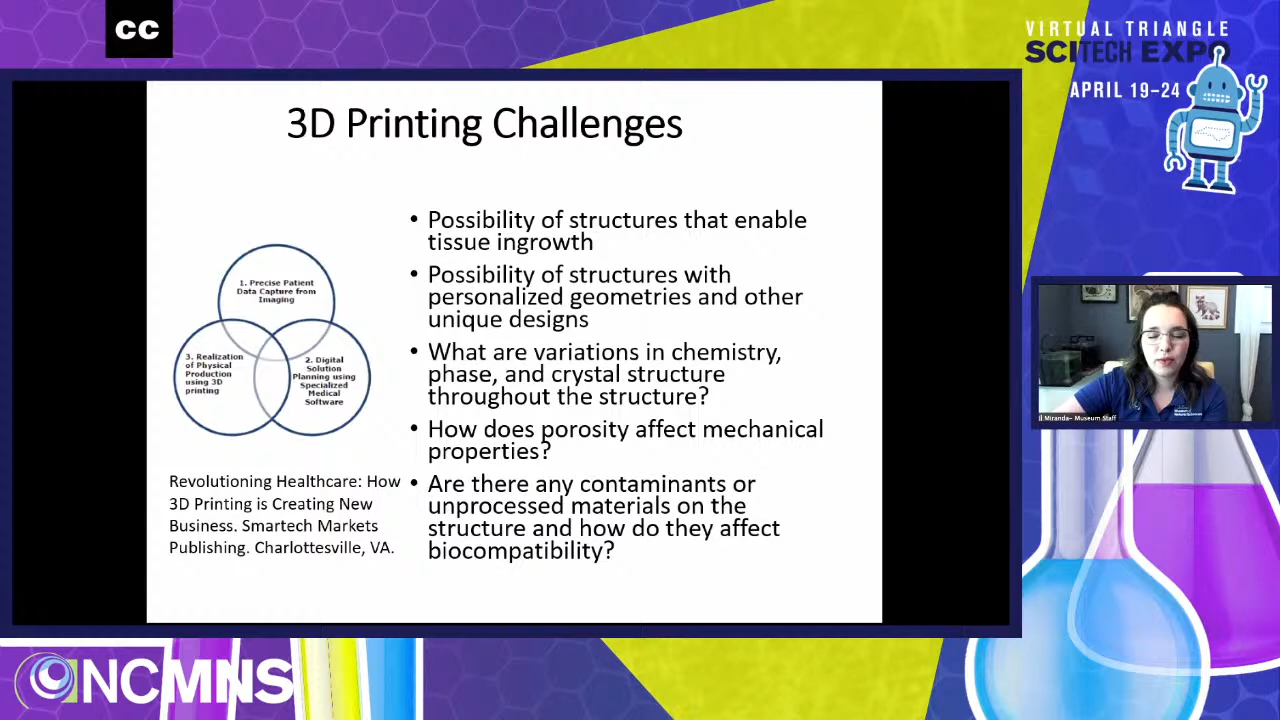 CC
VIRTUAL TRIANGLE
SCITECH EXPO
APRIL 19–24
3D Printing Challenges
1. Precise Patient
Data Capture from
Imaging
3. Realization
of Physical
Production
using 3D
printing
2. Digital
Solution
Planning using
Specialized
Medical
Software
Revolutioning Healthcare: How
3D Printing is Creating New
Business. Smartech Markets
Publishing. Charlottesville, VA.
• Possibility of structures that enable
tissue ingrowth
• Possibility of structures with
personalized geometries and other
unique designs
• What are variations in chemistry,
phase, and crystal structure
throughout the structure?
• How does porosity affect mechanical
properties?
• Are there any contaminants or
unprocessed materials on the
structure and how do they affect
biocompatibility?
Miranda- Museum Staff
NCMNS